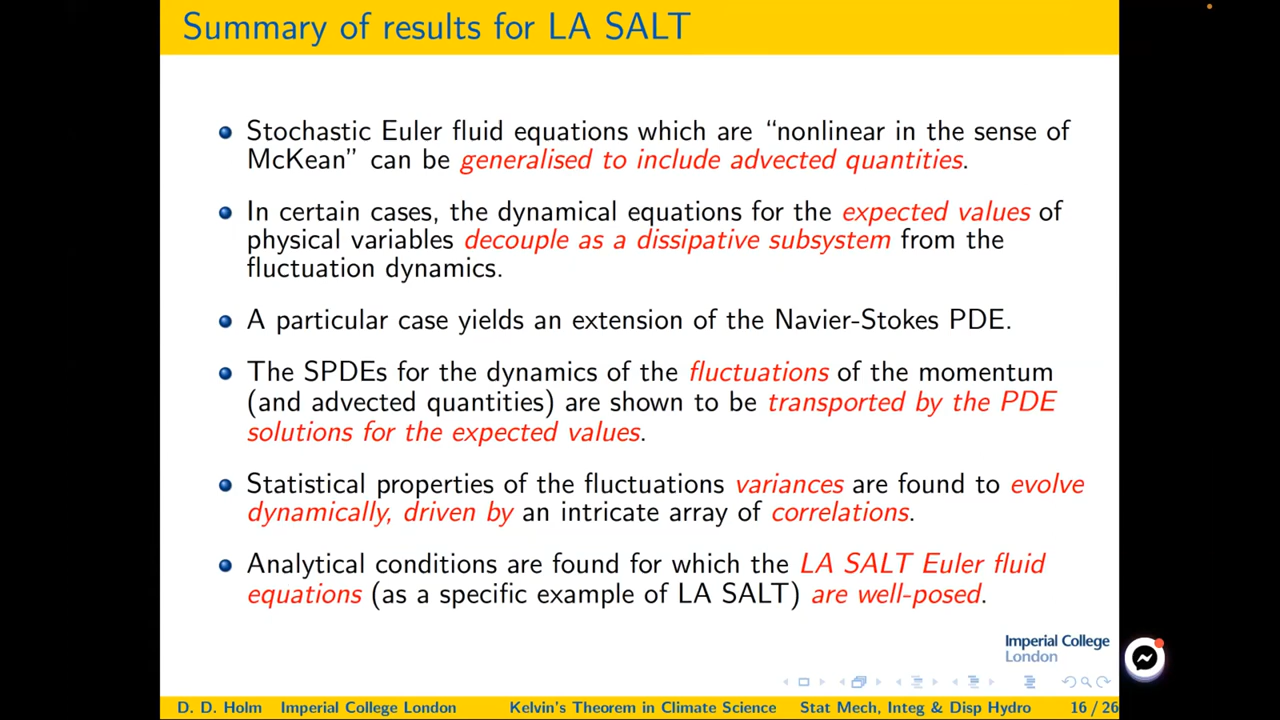 Summary of results for LA SALT
Stochastic Euler fluid equations which are “nonlinear in the sense of
McKean” can be generalised to include advected quantities.
In certain cases, the dynamical equations for the expected values of
physical variables decouple as a dissipative subsystem from the
fluctuation dynamics.
A particular case yields an extension of the Navier-Stokes PDE.
The SPDEs for the dynamics of the fluctuations of the momentum
(and advected quantities) are shown to be transported by the PDE
solutions for the expected values.
Statistical properties of the fluctuations variances are found to evolve
dynamically, driven by an intricate array of correlations.
Analytical conditions are found for which the LA SALT Euler fluid
equations (as a specific example of LA SALT) are well-posed.
Imperial College
London
D. D. Holm Imperial College London Kelvin's Theorem in Climate Science Stat Mech, Integ & Disp Hydro 16 / 26